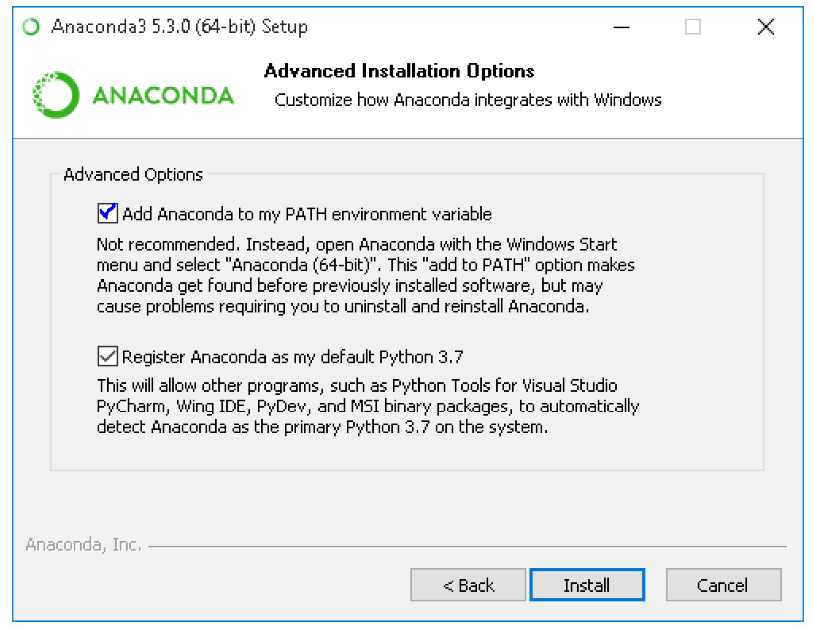 Anaconda3 5.3.0 (64-bit) Setup
ANACONDA
Advanced Installation Options
Customize how Anaconda integrates with Windows
Advanced Options
Add Anaconda to my PATH environment variable
Not recommended. Instead, open Anaconda with the Windows Start
menu and select "Anaconda (64-bit)". This "add to PATH" option makes
Anaconda get found before previously installed software, but may
cause problems requiring you to uninstall and reinstall Anaconda.
Register Anaconda as my default Python 3.7
This will allow other programs, such as Python Tools for Visual Studio
PyCharm, Wing IDE, PyDev, and MSI binary packages, to automatically
detect Anaconda as the primary Python 3.7 on the system.
Anaconda, Inc.
< Back
Install
Cancel